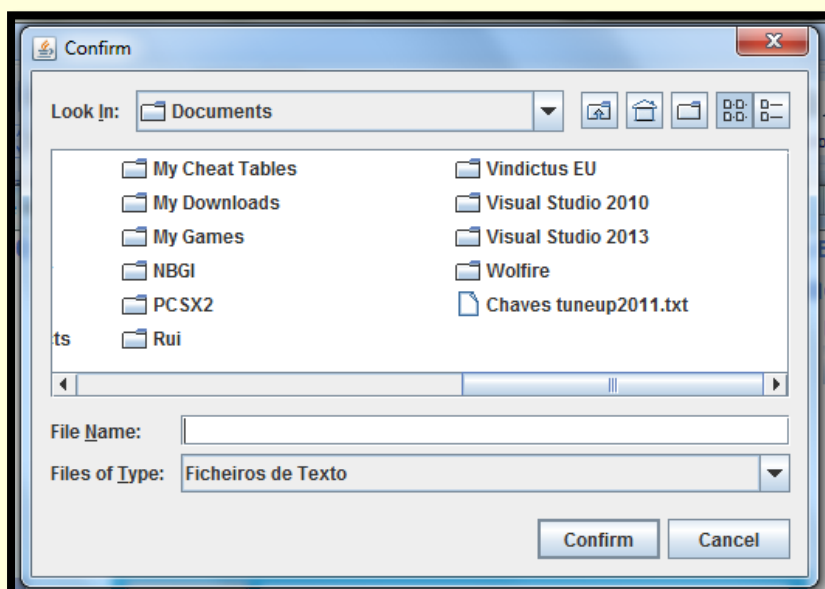 Confirm
Look In: Documents
My Cheat Tables Vindictus EU
My Downloads Visual Studio 2010
My Games Visual Studio 2013
NBGI Wolfire
PCSX2 Chaves tuneup2011.txt
ts Rui
File Name:
Files of Type: Ficheiros de Texto
Confirm Cancel